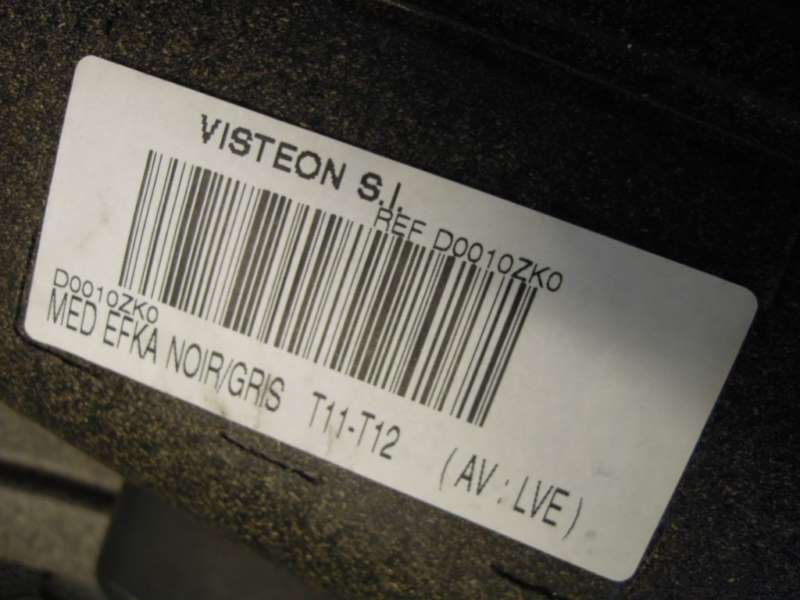 VISTEON S.I.
REF D0010ZK0
D0010ZK0
MED EFKA NOIR/GRIS T11-T12 (AV : LVE)